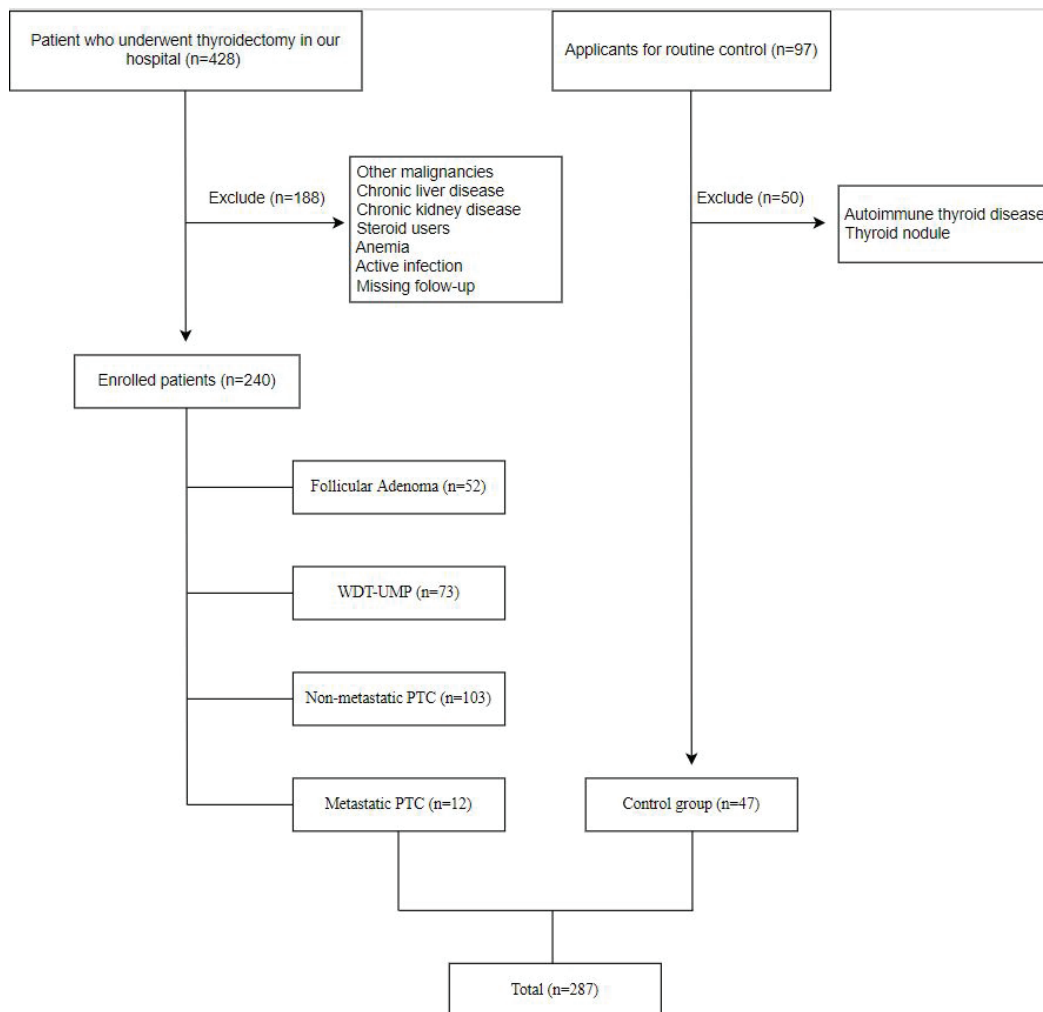 Patient who underwent thyroidectomy in our
hospital (n=428)
Applicants for routine control (n=97)
Exclude (n=188)
Other malignancies
Chronic liver disease
Chronic kidney disease
Steroid users
Anemia
Active infection
Missing folow-up
Exclude (n=50)
Autoimmune thyroid disease
Thyroid nodule
Enrolled patients (n=240)
Follicular Adenoma (n=52)
WDT-UMP (n=73)
Non-metastatic PTC (n=103)
Metastatic PTC (n=12)
Control group (n=47)
Total (n=287)